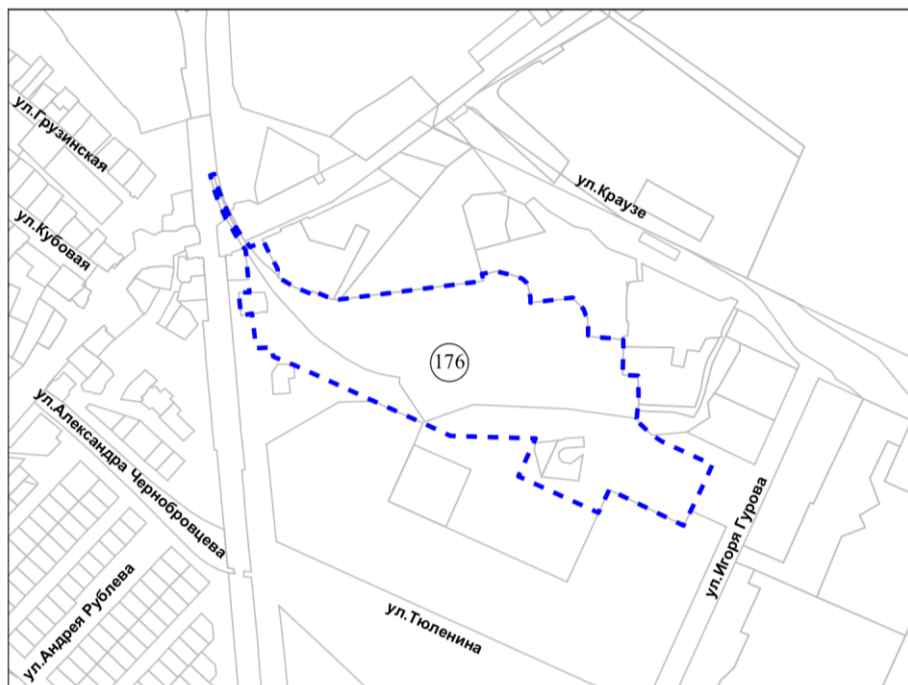 ул.Грузинская
ул.Краузе
ул.Кубовая
176
ул.Александра Чернобровцева
ул.Игоря Гурова
ул.Андрея Рублева
ул.Тюленина